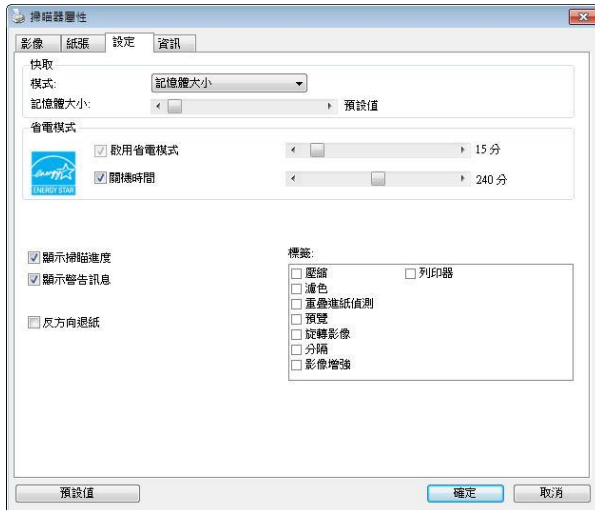 掃瞄器屬性
影像 紙張 設定 資訊
快取
模式: 記憶體大小
記憶體大小: 預設值
省電模式
啟用省電模式 15 分
ENERGY STAR
關機時間 240 分
顯示掃瞄進度
顯示警告訊息
反方向退紙
標籤:
壓縮 列印器
濾色
重疊進紙偵測
預覽
旋轉影像
分隔
影像增強
預設值 確定 取消